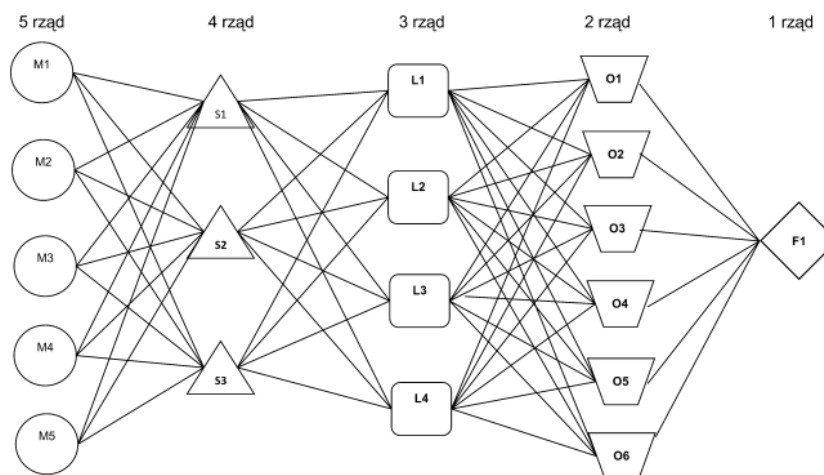 5 rząd 4 rząd 3 rząd 2 rząd 1 rząd
M1
M2
M3
M4
M5
S1
S2
S3
L1
L2
L3
L4
O1
O2
O3
O4
O5
O6
F1